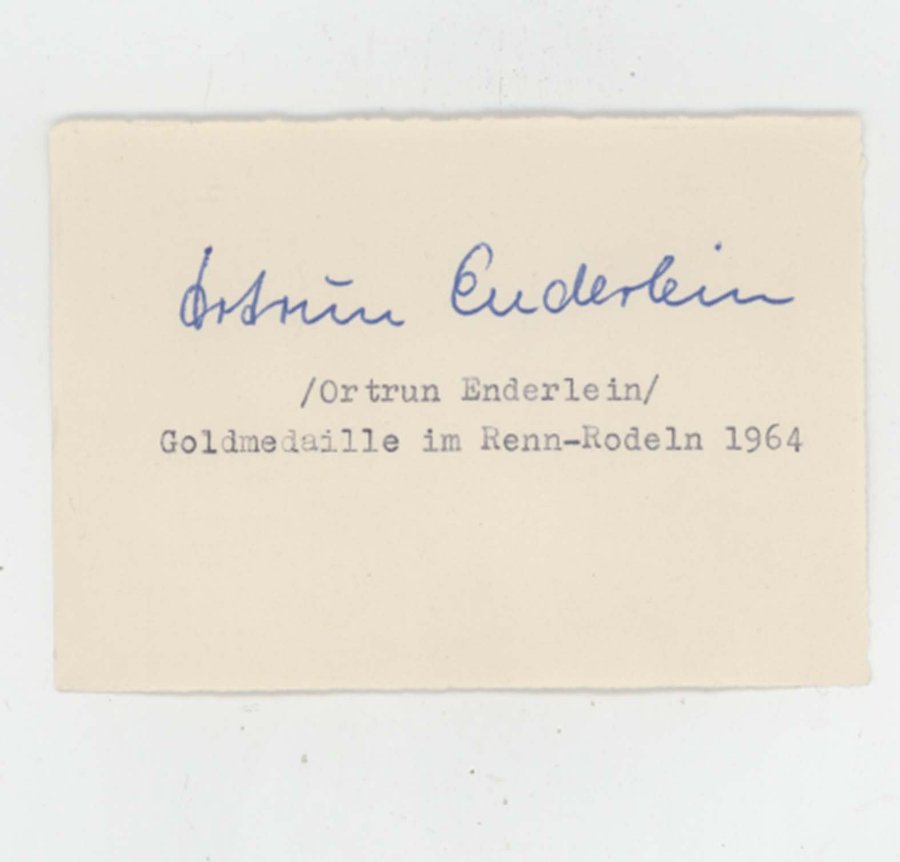 Ortrun Enderlein
/Ortrun Enderlein/
Goldmedaille im Renn-Rodeln 1964